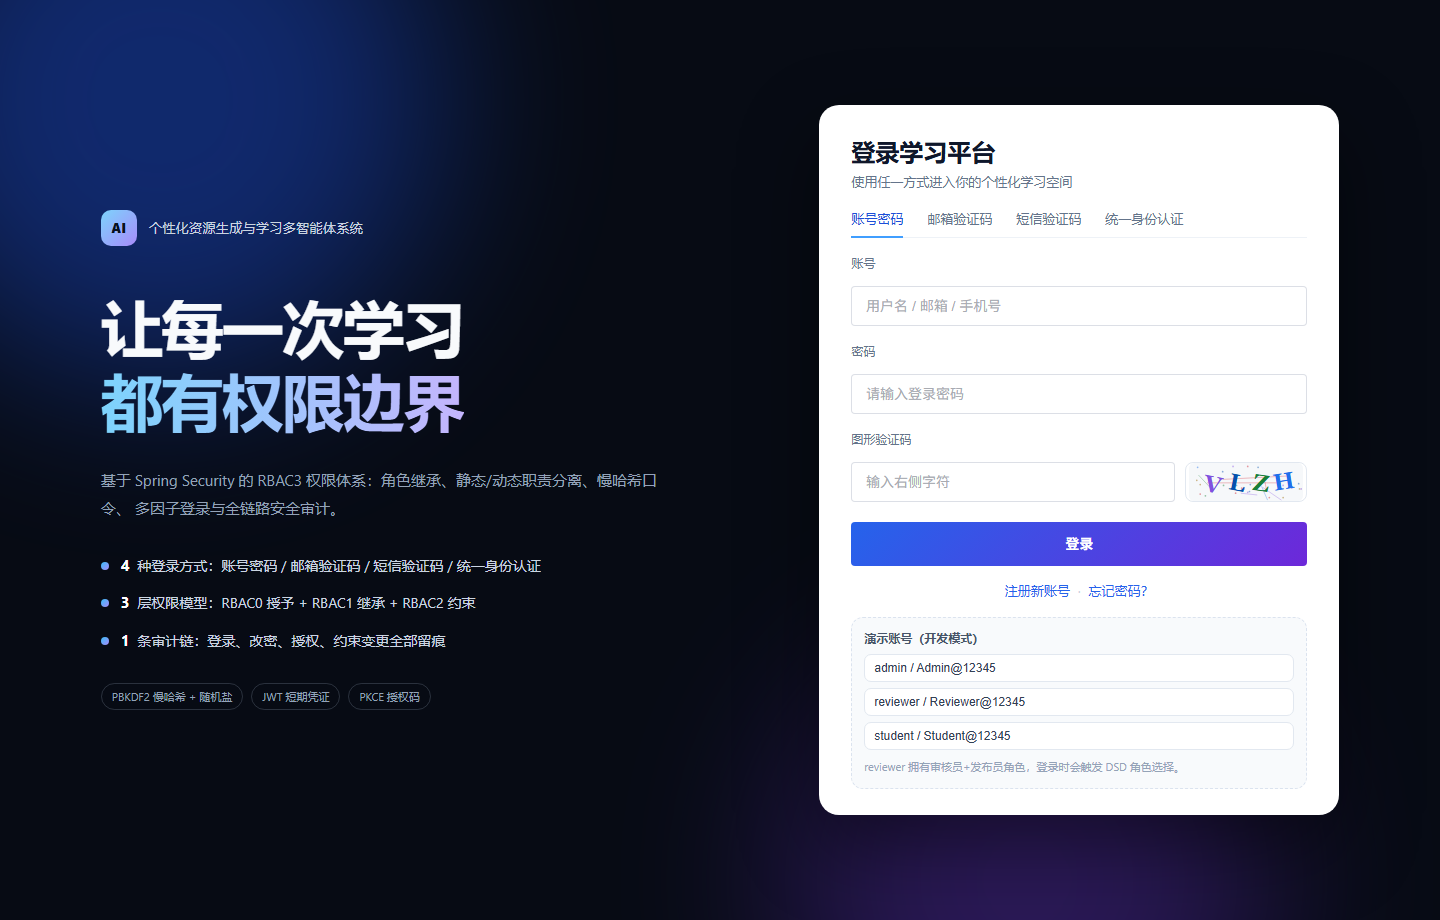 AI 个性化资源生成与学习多智能体系统
让每一次学习
都有权限边界
基于 Spring Security 的 RBAC3 权限体系：角色继承、静态/动态职责分离、慢哈希口
令、 多因子登录与全链路安全审计。
4 种登录方式：账号密码 / 邮箱验证码 / 短信验证码 / 统一身份认证
3 层权限模型：RBAC0 授予 + RBAC1 继承 + RBAC2 约束
1 条审计链：登录、改密、授权、约束变更全部留痕
PBKDF2 慢哈希 + 随机盐 JWT 短期凭证 PKCE 授权码
登录学习平台
使用任一方式进入你的个性化学习空间
账号密码 邮箱验证码 短信验证码 统一身份认证
账号
用户名 / 邮箱 / 手机号
密码
请输入登录密码
图形验证码
输入右侧字符 VLZH
登录
注册新账号 · 忘记密码?
演示账号（开发模式）
admin / Admin@12345
reviewer / Reviewer@12345
student / Student@12345
reviewer 拥有审核员+发布员角色，登录时会触发 DSD 角色选择。